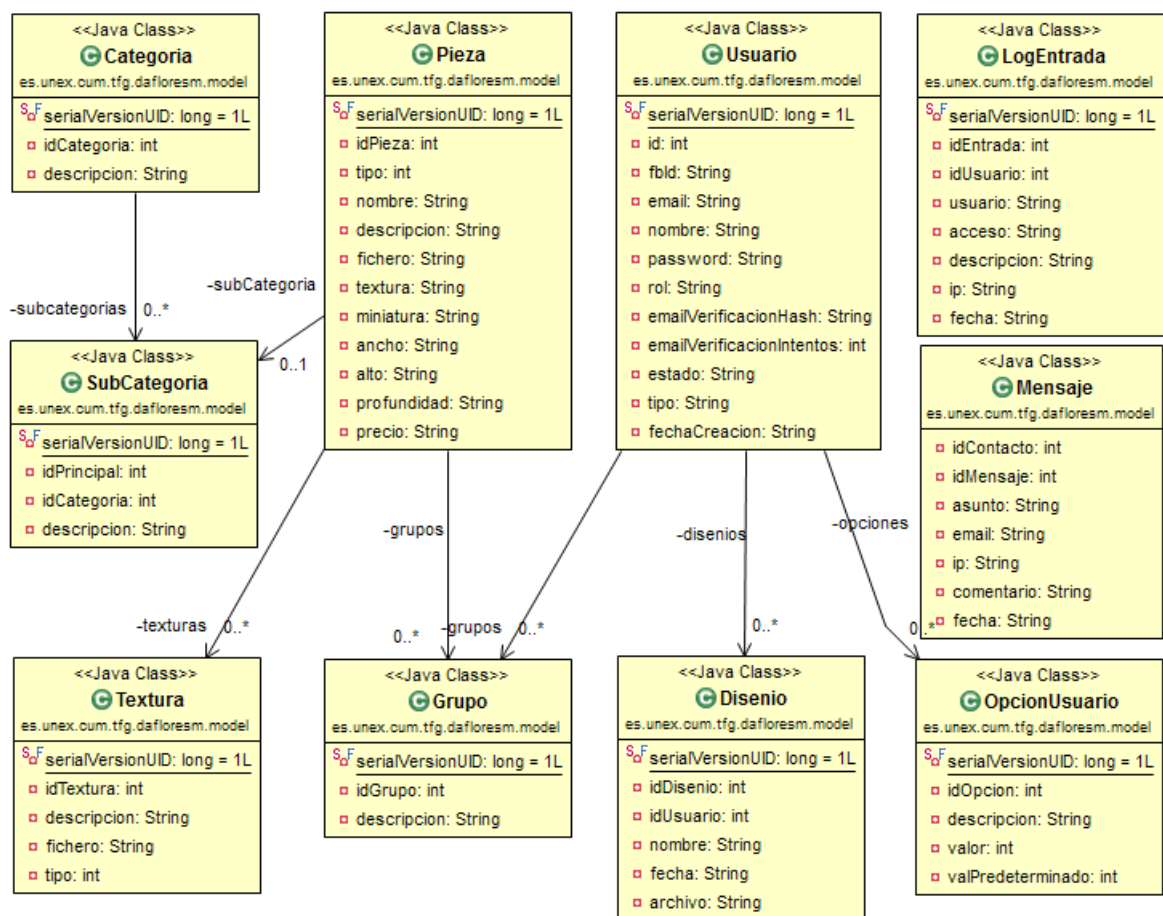 <<Java Class>>
Categoria
es.unex.cum.tfg.dafloresm.model
serialVersionUID: long = 1L
idCategoria: int
descripcion: String
<<Java Class>>
Pieza
es.unex.cum.tfg.dafloresm.model
serialVersionUID: long = 1L
idPieza: int
tipo: int
nombre: String
descripcion: String
fichero: String
textura: String
miniatura: String
ancho: String
alto: String
profundidad: String
precio: String
<<Java Class>>
Usuario
es.unex.cum.tfg.dafloresm.model
serialVersionUID: long = 1L
id: int
fbId: String
email: String
nombre: String
password: String
rol: String
emailVerificacionHash: String
emailVerificacionIntentos: int
estado: String
tipo: String
fechaCreacion: String
<<Java Class>>
LogEntrada
es.unex.cum.tfg.dafloresm.model
serialVersionUID: long = 1L
idEntrada: int
idUsuario: int
usuario: String
acceso: String
descripcion: String
ip: String
fecha: String
-subcategorias 0..*
-subCategoria
0..1
<<Java Class>>
SubCategoria
es.unex.cum.tfg.dafloresm.model
serialVersionUID: long = 1L
idPrincipal: int
idCategoria: int
descripcion: String
<<Java Class>>
Mensaje
es.unex.cum.tfg.dafloresm.model
idContacto: int
idMensaje: int
asunto: String
email: String
ip: String
comentario: String
fecha: String
-texturas 0..*
-grupos
0..*
-grupos 0..*
-disenios
0..*
-opciones
0..*
<<Java Class>>
Textura
es.unex.cum.tfg.dafloresm.model
serialVersionUID: long = 1L
idTextura: int
descripcion: String
fichero: String
tipo: int
<<Java Class>>
Grupo
es.unex.cum.tfg.dafloresm.model
serialVersionUID: long = 1L
idGrupo: int
descripcion: String
<<Java Class>>
Disenio
es.unex.cum.tfg.dafloresm.model
serialVersionUID: long = 1L
idDisenio: int
idUsuario: int
nombre: String
fecha: String
archivo: String
<<Java Class>>
OpcionUsuario
es.unex.cum.tfg.dafloresm.model
serialVersionUID: long = 1L
idOpcion: int
descripcion: String
valor: int
valPredeterminado: int